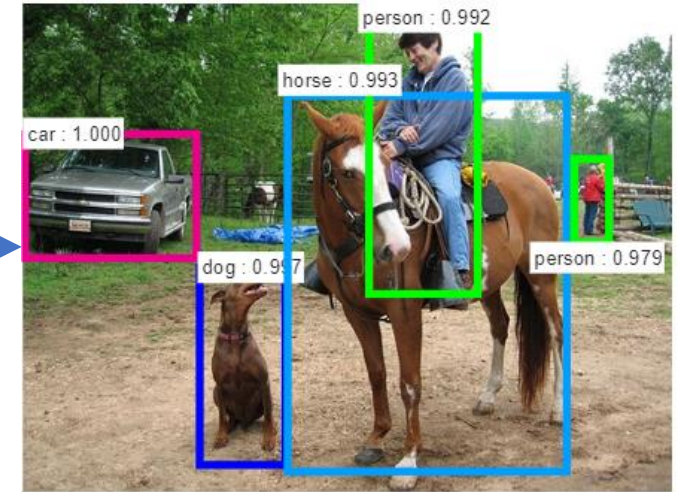 person : 0.992
horse : 0.993
car : 1.000
dog : 0.997
person : 0.979